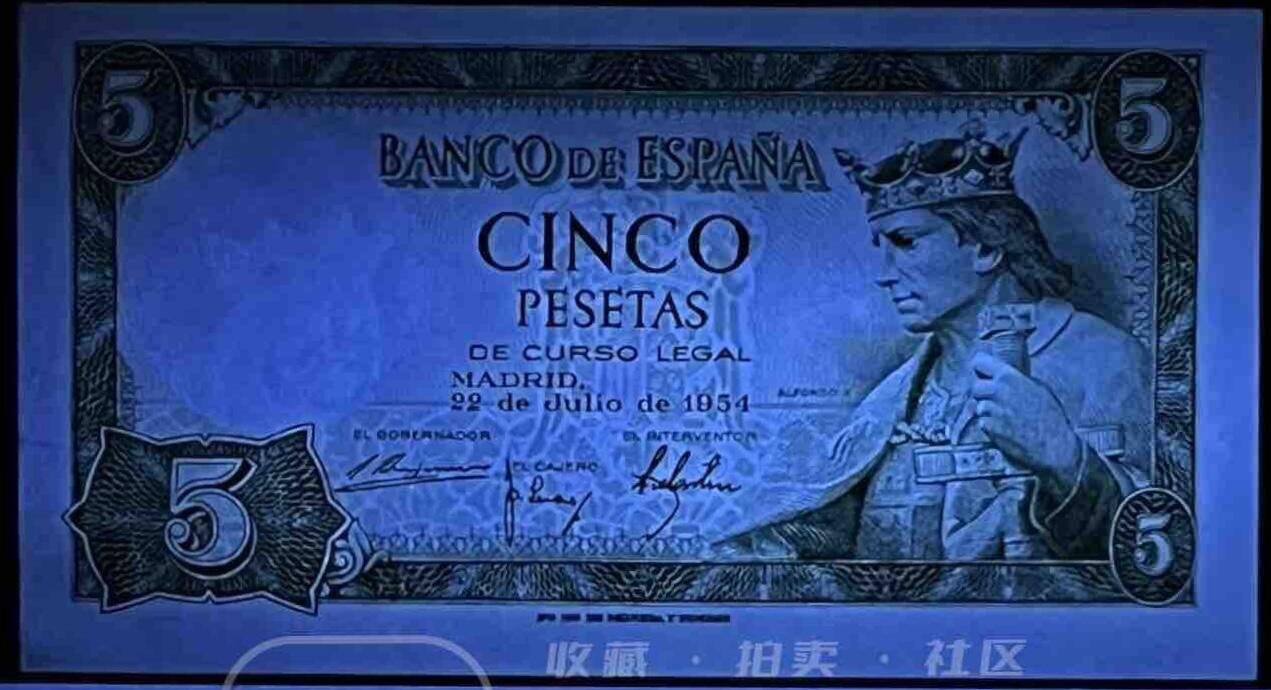 5
5
BANCO DE ESPAÑA
CINCO
PESETAS
DE CURSO LEGAL
MADRID,
22 de Julio de 1954
ALFONSO X
EL GOBERNADOR
EL INTERVENTOR
EL CAJERO
5
5
收藏 · 拍卖 · 社区